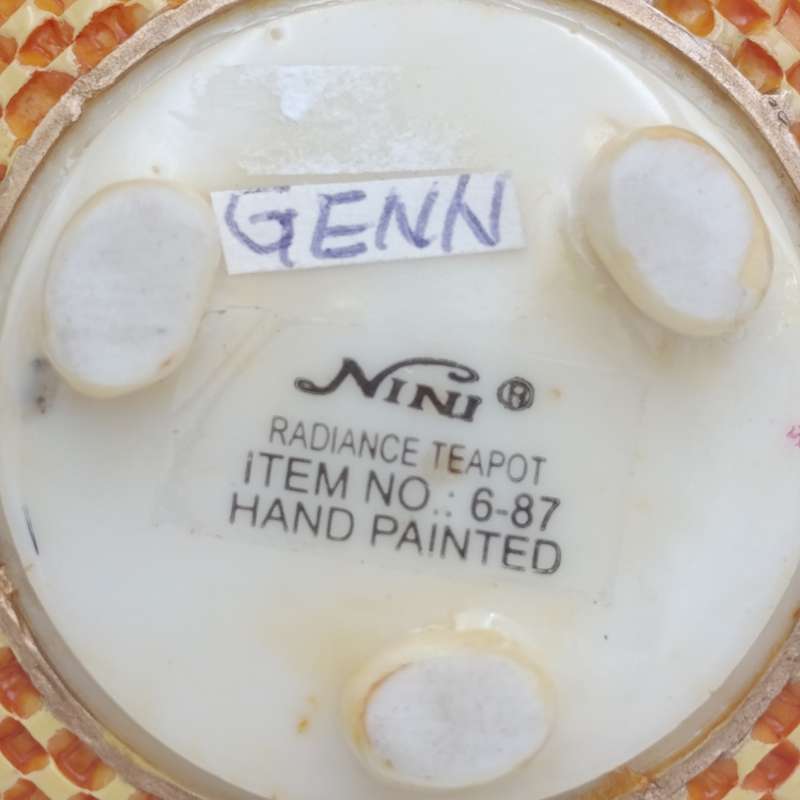 GENN
NINI ®
RADIANCE TEAPOT
ITEM NO.: 6-87
HAND PAINTED